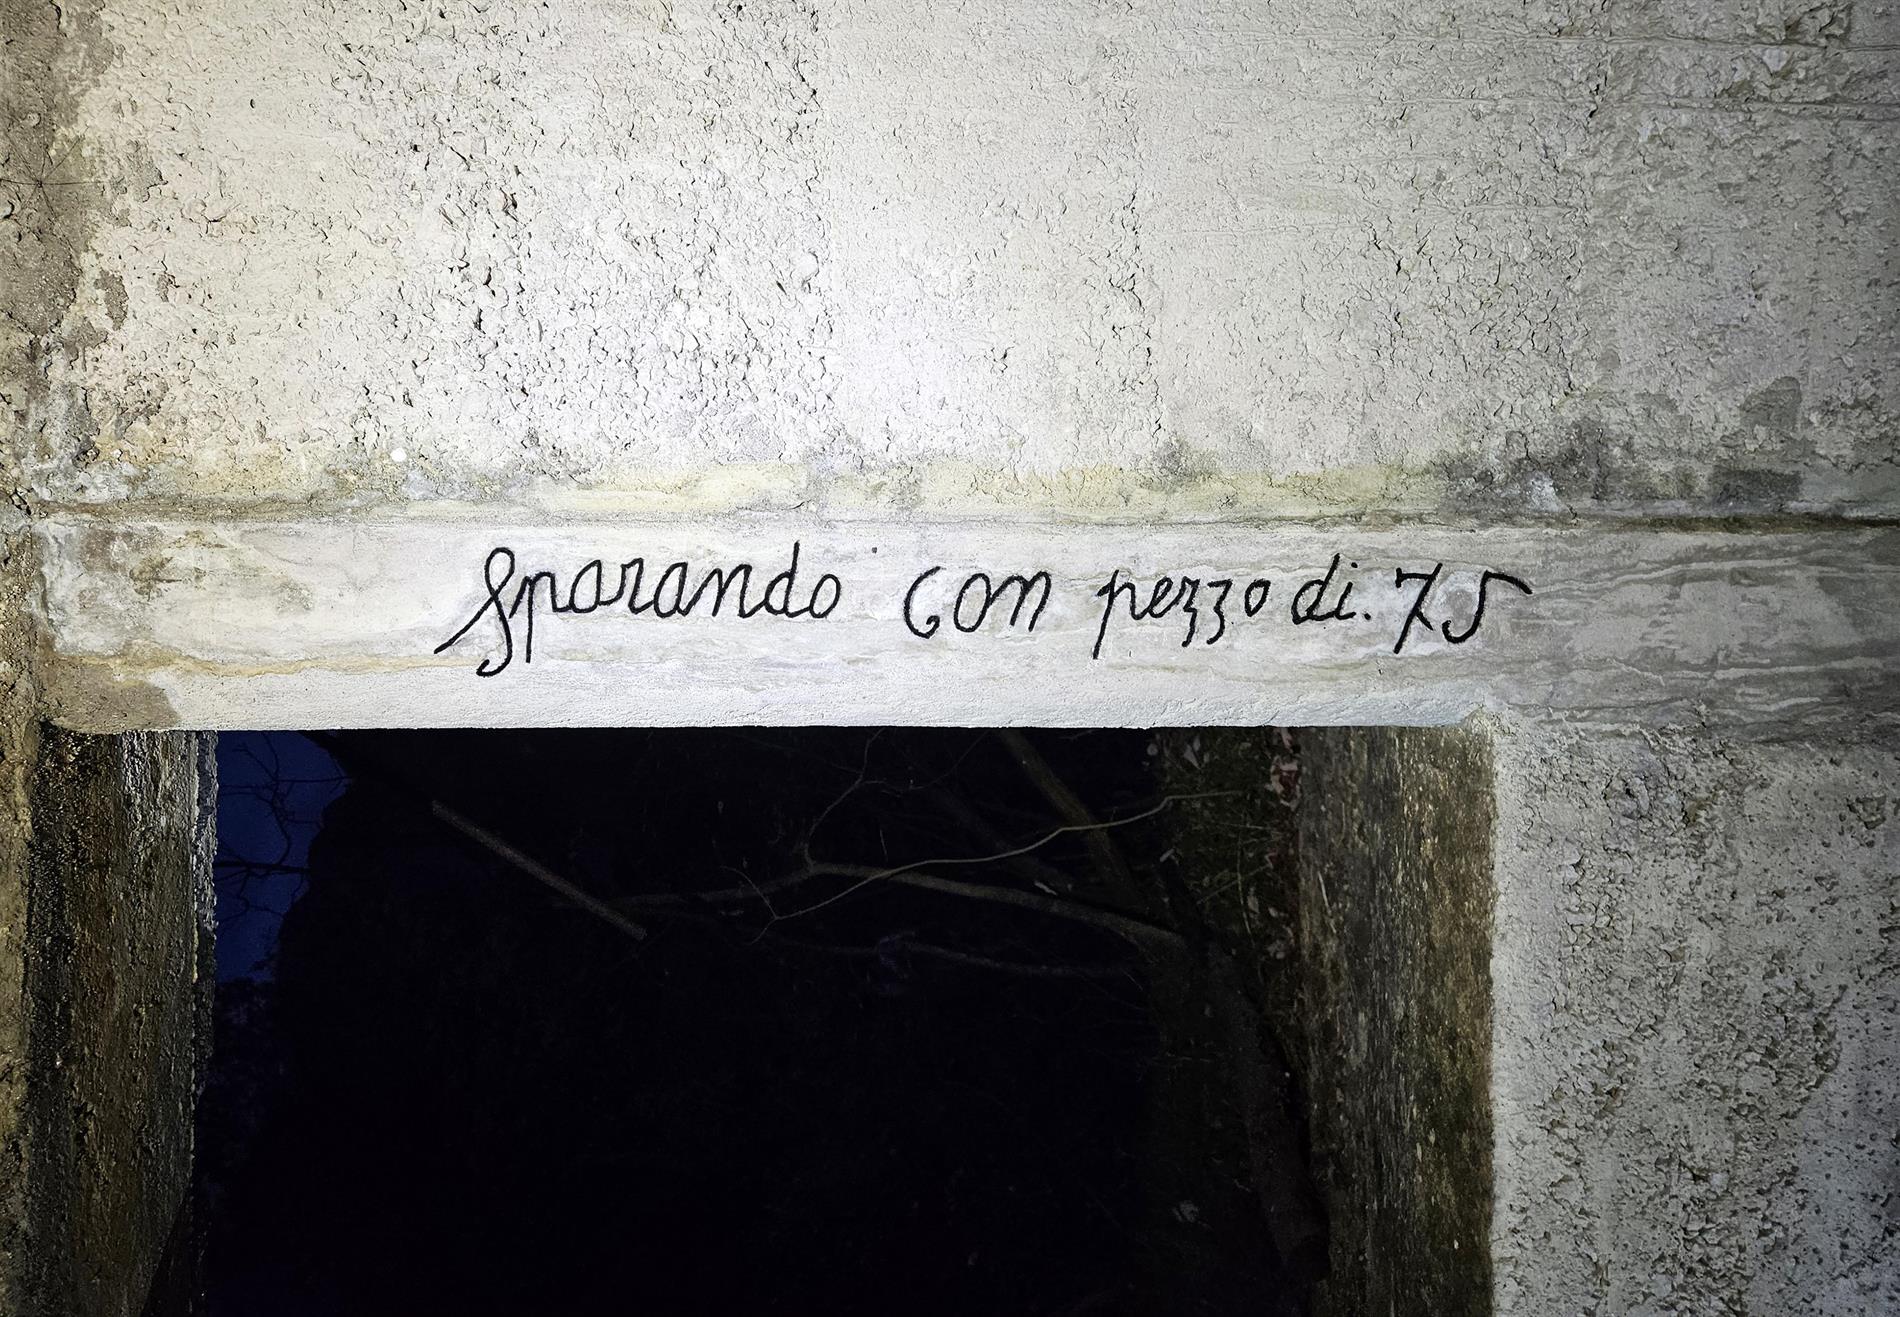 Sparando con pezzo di. 75